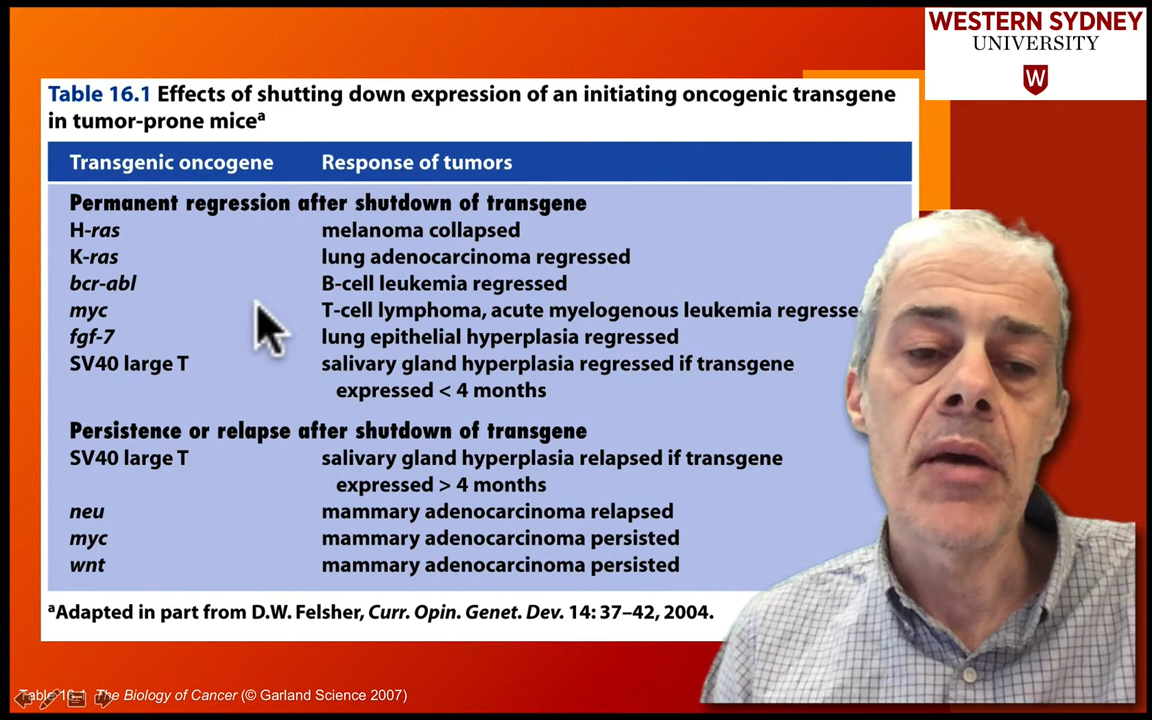 WESTERN SYDNEY
UNIVERSITY
W
Table 16.1 Effects of shutting down expression of an initiating oncogenic transgene
in tumor-prone miceª
Transgenic oncogene Response of tumors
Permanent regression after shutdown of transgene
H-ras melanoma collapsed
K-ras lung adenocarcinoma regressed
bcr-abl B-cell leukemia regressed
myc T-cell lymphoma, acute myelogenous leukemia regresse
fgf-7 lung epithelial hyperplasia regressed
SV40 large T salivary gland hyperplasia regressed if transgene
expressed < 4 months
Persistence or relapse after shutdown of transgene
SV40 large T salivary gland hyperplasia relapsed if transgene
expressed > 4 months
neu mammary adenocarcinoma relapsed
myc mammary adenocarcinoma persisted
wnt mammary adenocarcinoma persisted
ªAdapted in part from D.W. Felsher, Curr. Opin. Genet. Dev. 14: 37–42, 2004.
Table 16.1 The Biology of Cancer (© Garland Science 2007)